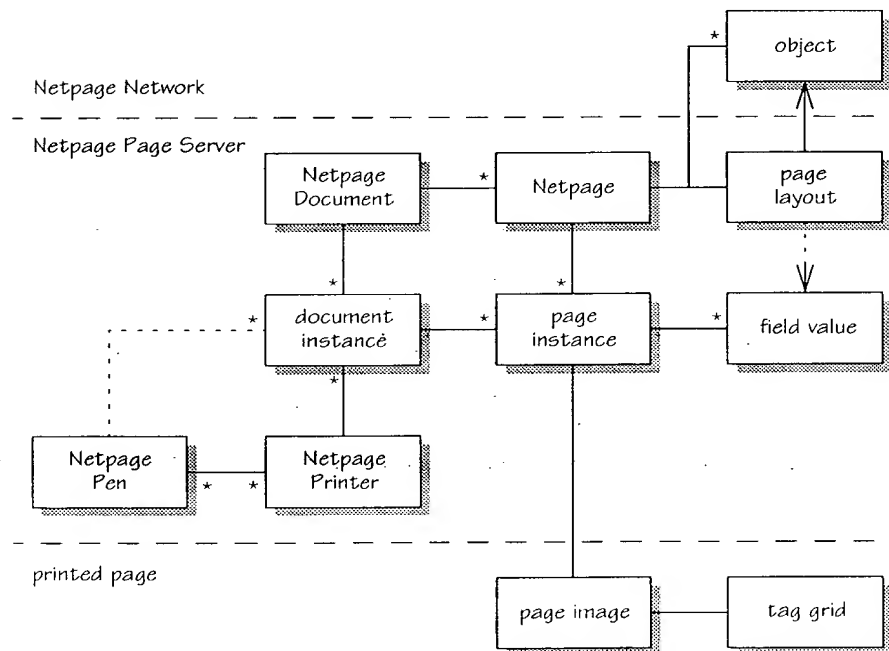 *
object
Netpage Network
Netpage Page Server
Netpage
Document
*
Netpage
page
layout
*
*
*
document
instance
*
page
instance
*
field value
*
Netpage
Pen
*
*
Netpage
Printer
printed page
page image
tag grid